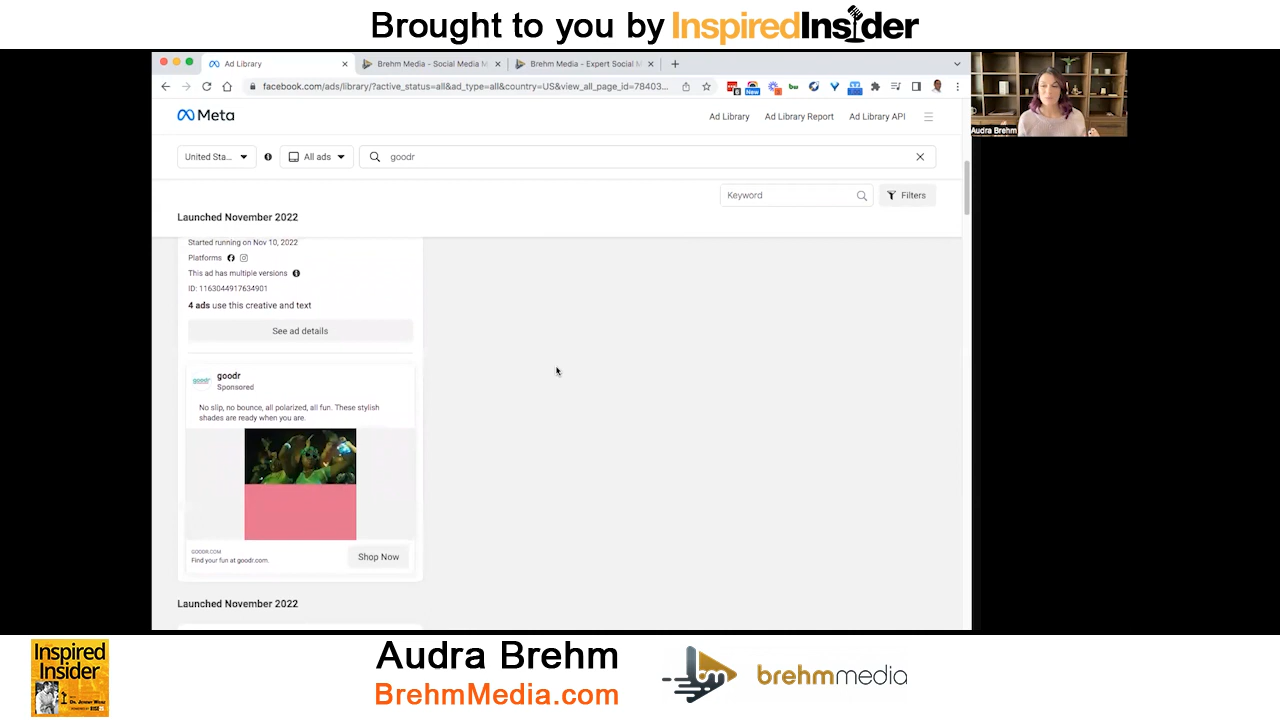 Brought to you by InspiredInsider
Ad Library
Brehm Media - Social Media M
Brehm Media - Expert Social M
facebook.com/ads/library/?active_status=all&ad_type=all&country=US&view_all_page_id=78403...
New
Audra Brehm
Meta
Ad Library
Ad Library Report
Ad Library API
United Sta...
All ads
goodr
Keyword
Filters
Launched November 2022
Started running on Nov 10, 2022
Platforms
This ad has multiple versions
ID: 1163044917634901
4 ads use this creative and text
See ad details
goodr
goodr
Sponsored
No slip, no bounce, all polarized, all fun. These stylish
shades are ready when you are.
GOODR.COM
Find your fun at goodr.com.
Shop Now
Launched November 2022
Inspired
Insider
Audra Brehm
BrehmMedia.com
bm
brehmmedia